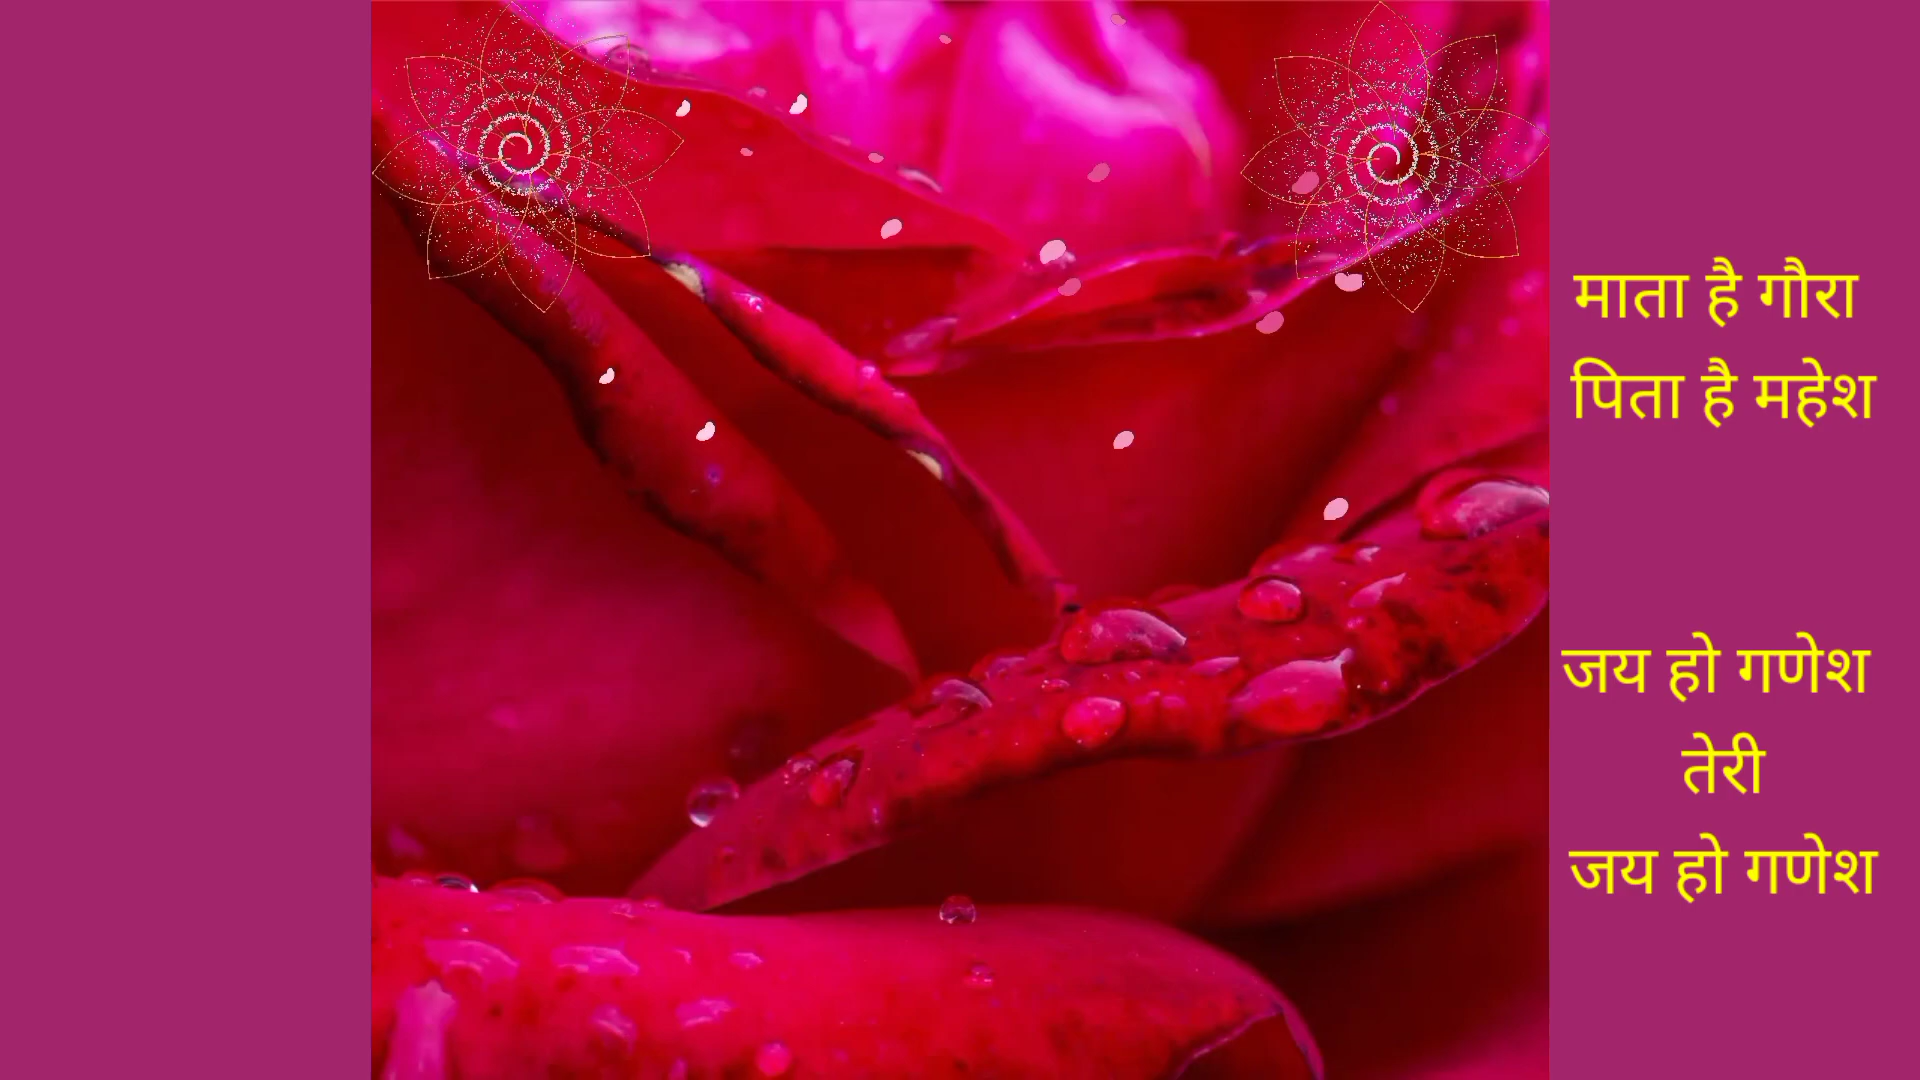 माता है गौरा
पिता है महेश
जय हो गणेश
तेरी
जय हो गणेश